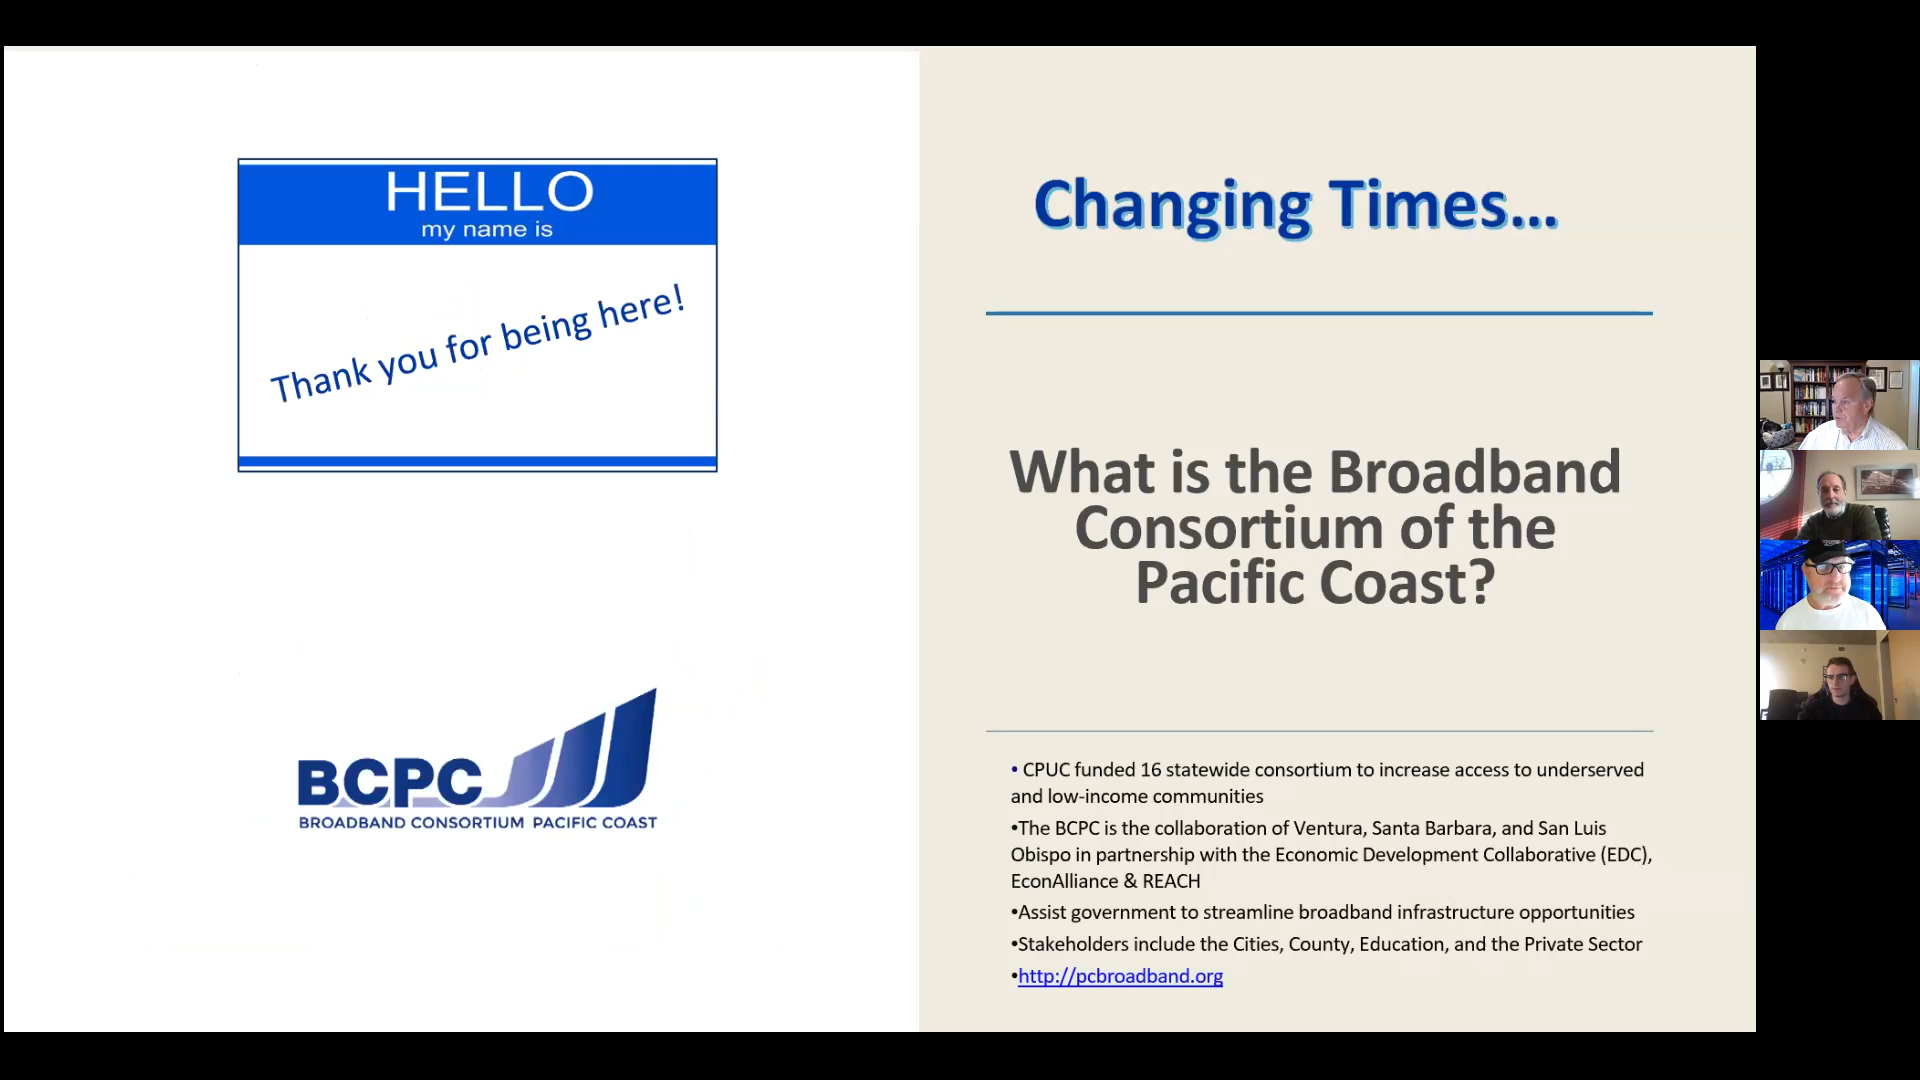 HELLO
my name is
Thank you for being here!
BCPC
BROADBAND CONSORTIUM PACIFIC COAST
Changing Times...
What is the Broadband
Consortium of the
Pacific Coast?
• CPUC funded 16 statewide consortium to increase access to underserved
and low-income communities
•The BCPC is the collaboration of Ventura, Santa Barbara, and San Luis
Obispo in partnership with the Economic Development Collaborative (EDC),
EconAlliance & REACH
•Assist government to streamline broadband infrastructure opportunities
•Stakeholders include the Cities, County, Education, and the Private Sector
•http://pcbroadband.org